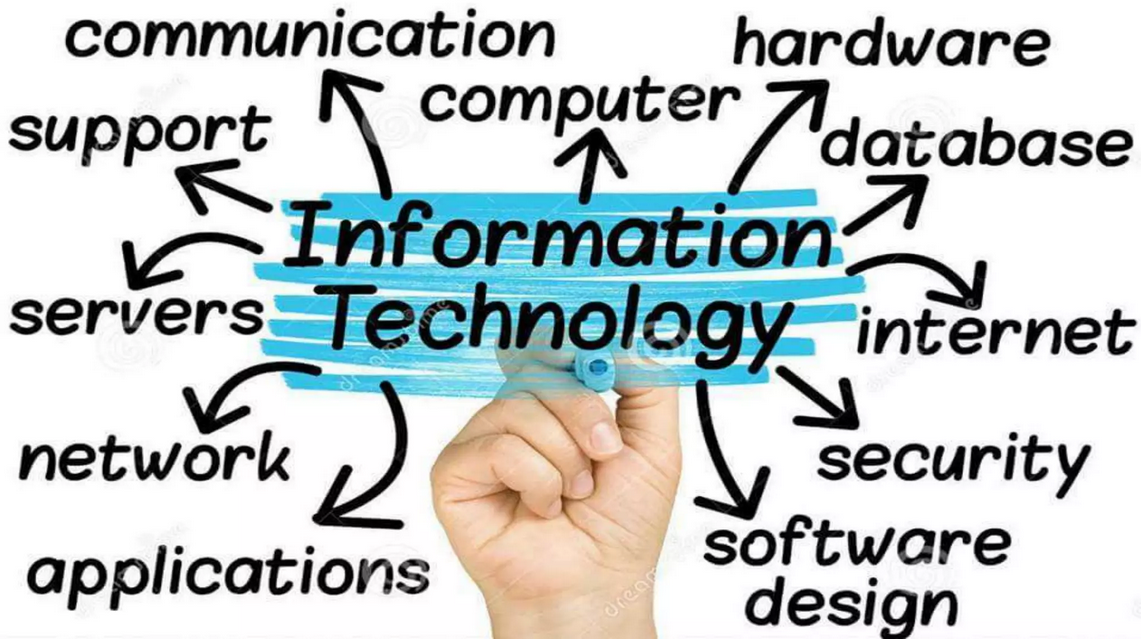 communication
hardware
computer
support
database
Information
Technology
servers
internet
network
security
applications
software
design